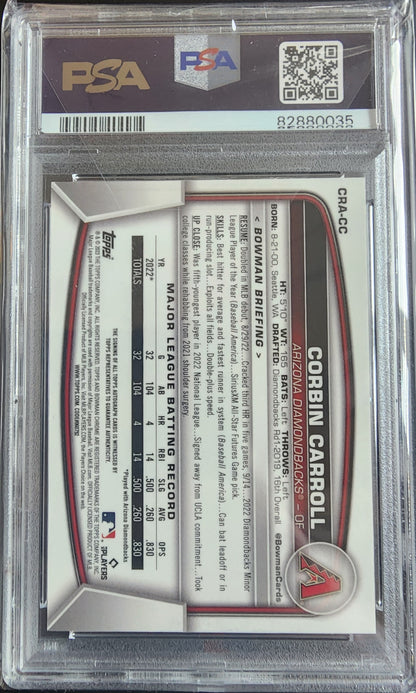 PSA
PSA
82880035
CRA-CC
CORBIN CARROLL
ARIZONA DIAMONDBACKS® – OF
HT: 5'10" WT: 165 BATS: Left THROWS: Left
BORN: 8-21-00, Seattle, WA DRAFTED: Diamondbacks Rd1-2019, 16th Overall @BowmanCards
< BOWMAN BRIEFING >
RESUME: Doubled in MLB debut, 8/29/22...Cracked third HR in five games, 9/14...2022 Diamondbacks Minor
League Player of the Year (Baseball America)...SiriusXM All-Star Futures Game pick.
SKILLS: Best hitter for average and fastest runner in system (Baseball America)...Can bat leadoff or in
run-producing slot...Exploits all fields...Double-plus speed.
UP CLOSE: Was fifth-youngest player in 2022 National League...Signed away from UCLA commitment...Took
college classes while rehabbing from 2021 shoulder surgery.
MAJOR LEAGUE BATTING RECORD
YR G AB HR RBI SLG AVG OPS
2022* 32 104 4 14 .500 .260 .830
TOTALS 32 104 4 14 .500 .260 .830
*Played with Arizona Diamondbacks
THE SIGNING OF ALL TOPPS AUTOGRAPH CARDS IS WITNESSED BY
TOPPS REPRESENTATIVES TO GUARANTEE AUTHENTICITY.
topps
MLB PLAYERS